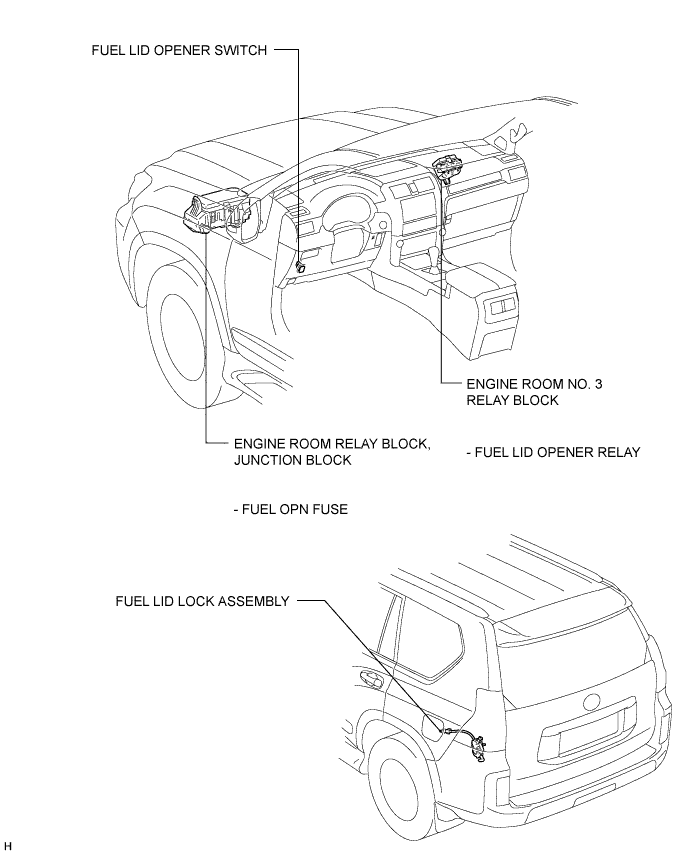 FUEL LID OPENER SWITCH
ENGINE ROOM NO. 3
RELAY BLOCK
- FUEL LID OPENER RELAY
ENGINE ROOM RELAY BLOCK,
JUNCTION BLOCK
- FUEL OPN FUSE
FUEL LID LOCK ASSEMBLY
H